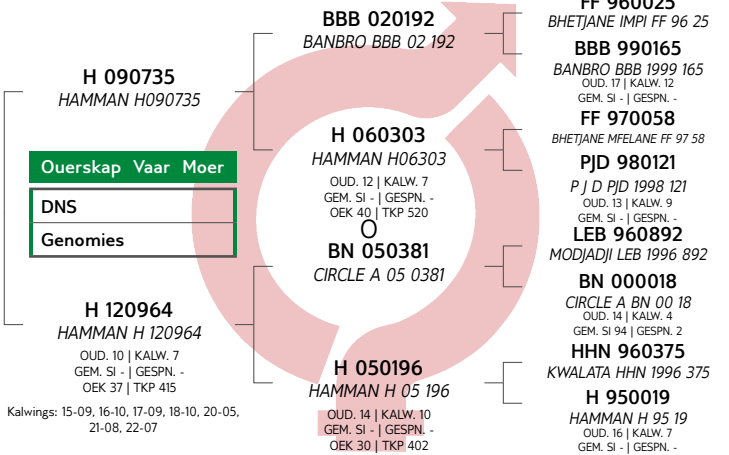 H 090735
HAMMAN H090735
Ouerskap Vaar Moer
DNS
Genomies
H 120964
HAMMAN H 120964
OUD. 10 | KALW. 7
GEM. SI - | GESPN. -
OEK 37 | TKP 415
Kalwings: 15-09, 16-10, 17-09, 18-10, 20-05,
21-08, 22-07
BBB 020192
BANBRO BBB 02 192
H 060303
HAMMAN H06303
OUD. 12 | KALW. 7
GEM. SI - | GESPN. -
OEK 40 | TKP 520
O
BN 050381
CIRCLE A 05 0381
H 050196
HAMMAN H 05 196
OUD. 14 | KALW. 10
GEM. SI - | GESPN. -
OEK 30 | TKP 402
FF 960025
BHETJANE IMPI FF 96 25
BBB 990165
BANBRO BBB 1999 165
OUD. 17 | KALW. 12
GEM. SI - | GESPN. -
FF 970058
BHETJANE MFELANE FF 97 58
PJD 980121
P J D PJD 1998 121
OUD. 13 | KALW. 9
GEM. SI - | GESPN. -
LEB 960892
MODJADJI LEB 1996 892
BN 000018
CIRCLE A BN 00 18
OUD. 14 | KALW. 4
GEM. SI 94 | GESPN. 2
HHN 960375
KWALATA HHN 1996 375
H 950019
HAMMAN H 95 19
OUD. 16 | KALW. 7
GEM. SI - | GESPN. -